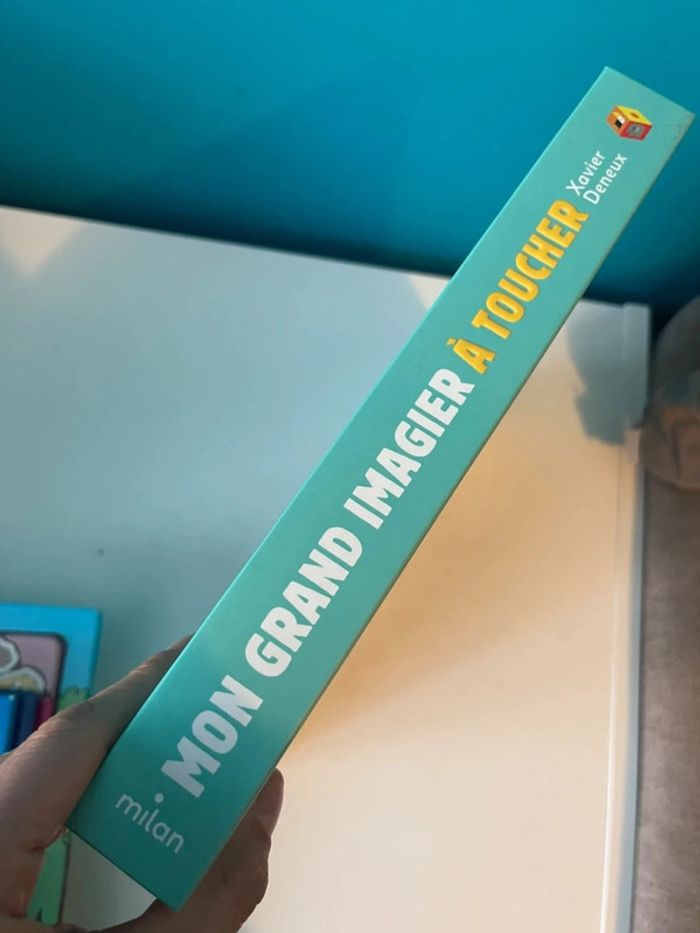 milan
MON GRAND IMAGIER À TOUCHER
Xavier
Deneux